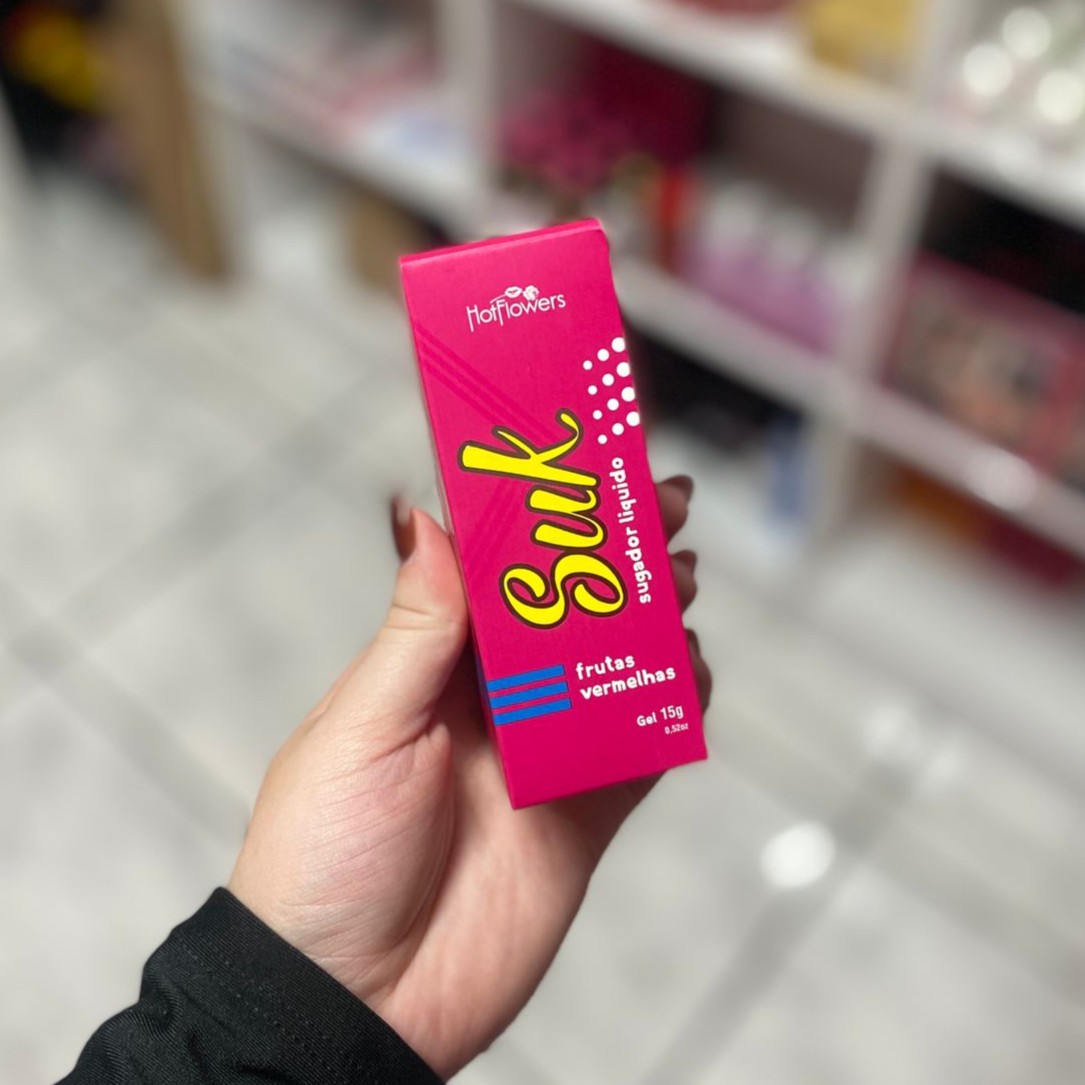 HotFlowers
Suk
sugador líquido
frutas
vermelhas
Gel 15g
0,52oz